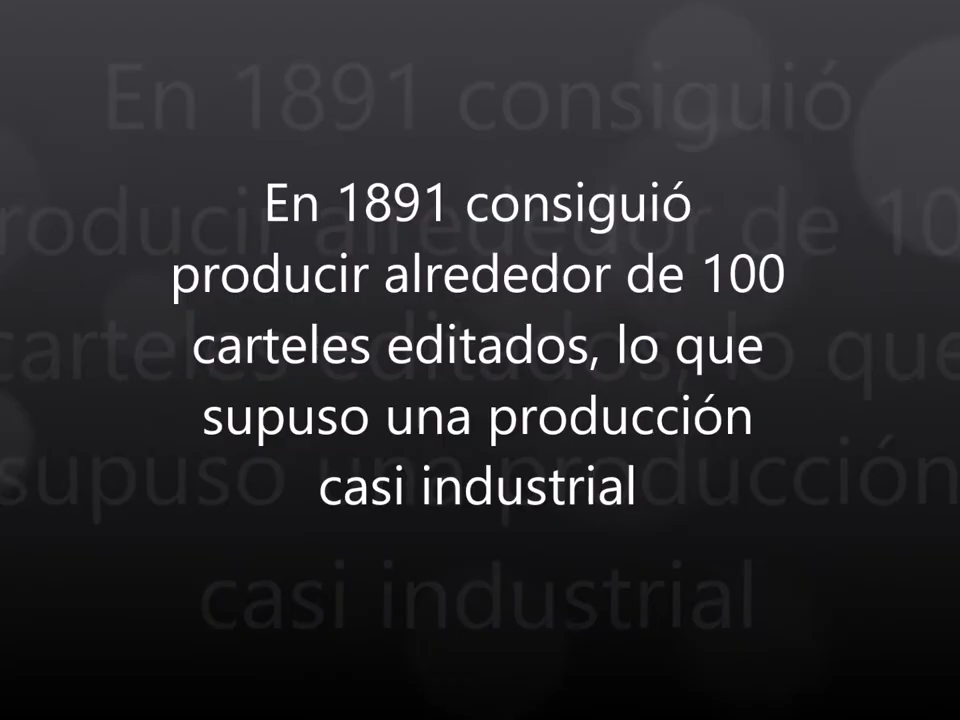 En 1891 consiguió
producir alrededor de 100
carteles editados, lo que
supuso una producción
casi industrial